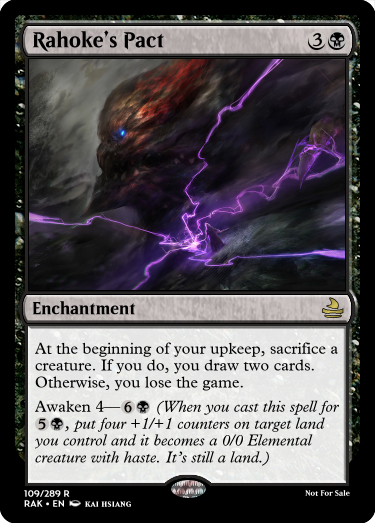 Rahoke's Pact 3
Enchantment
At the beginning of your upkeep, sacrifice a
creature. If you do, you draw two cards.
Otherwise, you lose the game.
Awaken 4—6 (When you cast this spell for
5 , put four +1/+1 counters on target land
you control and it becomes a 0/0 Elemental
creature with haste. It's still a land.)
109/289 R
Not For Sale
RAK • EN KAI HSIANG